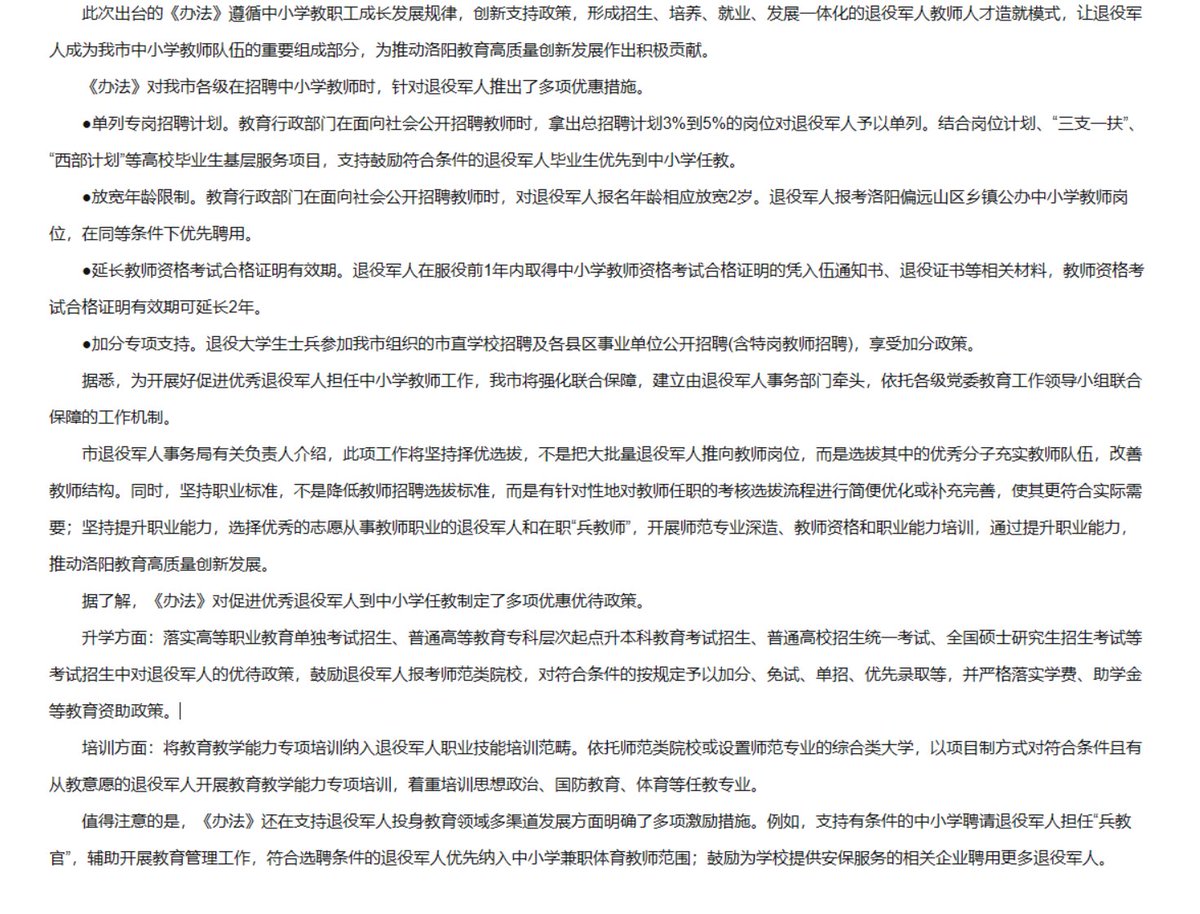 此次出台的《办法》遵循中小学教职工成长发展规律，创新支持政策，形成招生、培养、就业、发展一体化的退役军人教师人才造就模式，让退役军
人成为我市中小学教师队伍的重要组成部分，为推动洛阳教育高质量创新发展作出积极贡献。
《办法》对我市各级在招聘中小学教师时，针对退役军人推出了多项优惠措施。
●单列专岗招聘计划。教育行政部门在面向社会公开招聘教师时，拿出总招聘计划3%到5%的岗位对退役军人予以单列。结合岗位计划、“三支一扶”、
“西部计划”等高校毕业生基层服务项目，支持鼓励符合条件的退役军人毕业生优先到中小学任教。
●放宽年龄限制。教育行政部门在面向社会公开招聘教师时，对退役军人报名年龄相应放宽2岁。退役军人报考洛阳偏远山区乡镇公办中小学教师岗
位，在同等条件下优先聘用。
●延长教师资格考试合格证明有效期。退役军人在服役前1年内取得中小学教师资格考试合格证明的凭入伍通知书、退役证书等相关材料，教师资格考
试合格证明有效期可延长2年。
●加分专项支持。退役大学生士兵参加我市组织的市直学校招聘及各县区事业单位公开招聘(含特岗教师招聘)，享受加分政策。
据悉，为开展好促进优秀退役军人担任中小学教师工作，我市将强化联合保障，建立由退役军人事务部门牵头，依托各级党委教育工作领导小组联合
保障的工作机制。
市退役军人事务局有关负责人介绍，此项工作将坚持择优选拔，不是把大批量退役军人推向教师岗位，而是选拔其中的优秀分子充实教师队伍，改善
教师结构。同时，坚持职业标准，不是降低教师招聘选拔标准，而是有针对性地对教师任职的考核选拔流程进行简便优化或补充完善，使其更符合实际需
要；坚持提升职业能力，选择优秀的志愿从事教师职业的退役军人和在职“兵教师”，开展师范专业深造、教师资格和职业能力培训，通过提升职业能力，
推动洛阳教育高质量创新发展。
据了解，《办法》对促进优秀退役军人到中小学任教制定了多项优惠优待政策。
升学方面：落实高等职业教育单独考试招生、普通高等教育专科层次起点升本科教育考试招生、普通高校招生统一考试、全国硕士研究生招生考试等
考试招生中对退役军人的优待政策，鼓励退役军人报考师范类院校，对符合条件的按规定予以加分、免试、单招、优先录取等，并严格落实学费、助学金
等教育资助政策。
培训方面：将教育教学能力专项培训纳入退役军人职业技能培训范畴。依托师范类院校或设置师范专业的综合类大学，以项目制方式对符合条件且有
从教意愿的退役军人开展教育教学能力专项培训，着重培训思想政治、国防教育、体育等任教专业。
值得注意的是，《办法》还在支持退役军人投身教育领域多渠道发展方面明确了多项激励措施。例如，支持有条件的中小学聘请退役军人担任“兵教
官”，辅助开展教育管理工作，符合选聘条件的退役军人优先纳入中小学兼职体育教师范围；鼓励为学校提供安保服务的相关企业聘用更多退役军人。